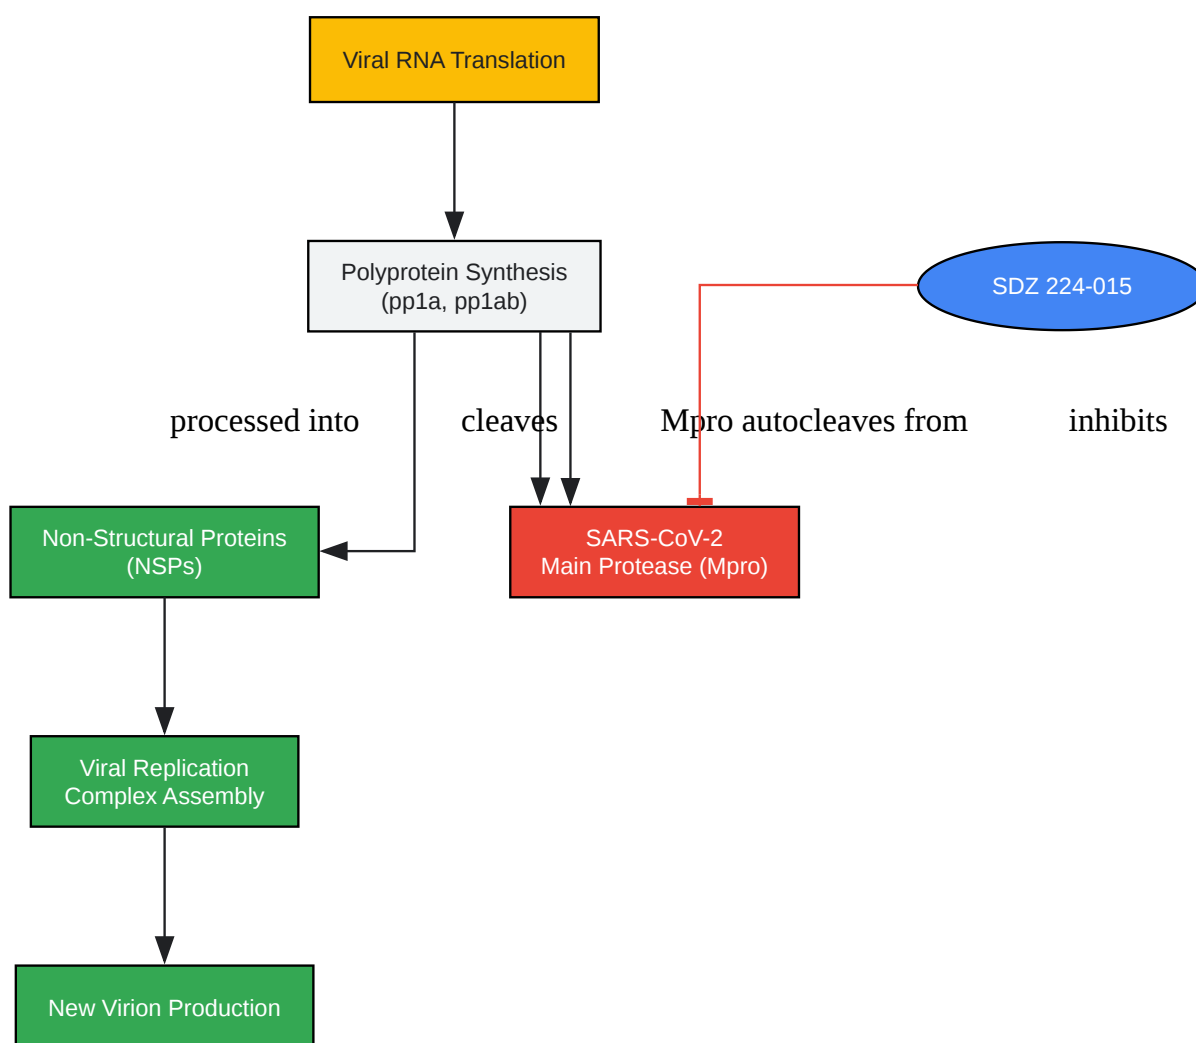 Viral RNA Translation
Polyprotein Synthesis
(pp1a, pp1ab)
SDZ 224-015
processed into
cleaves
Mpro autocleaves from
inhibits
Non-Structural Proteins
(NSPs)
SARS-CoV-2
Main Protease (Mpro)
Viral Replication
Complex Assembly
New Virion Production